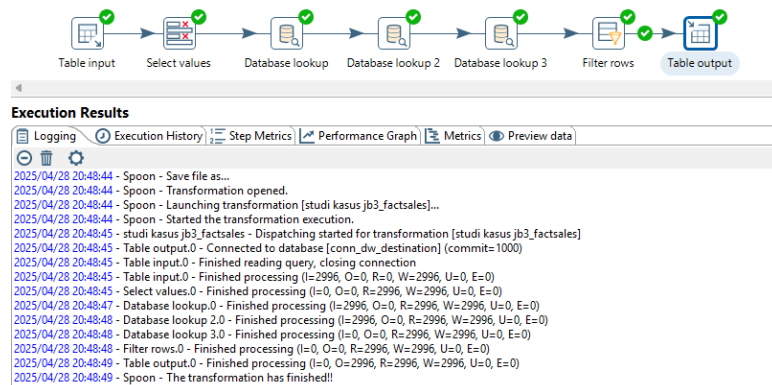 Table input Select values Database lookup Database lookup 2 Database lookup 3 Filter rows Table output
Execution Results
Logging Execution History Step Metrics Performance Graph Metrics Preview data
2025/04/28 20:48:44 - Spoon - Save file as...
2025/04/28 20:48:44 - Spoon - Transformation opened.
2025/04/28 20:48:44 - Spoon - Launching transformation [studi kasus jb3_factsales]...
2025/04/28 20:48:44 - Spoon - Started the transformation execution.
2025/04/28 20:48:45 - studi kasus jb3_factsales - Dispatching started for transformation [studi kasus jb3_factsales]
2025/04/28 20:48:45 - Table output.0 - Connected to database [conn_dw_destination] (commit=1000)
2025/04/28 20:48:45 - Table input.0 - Finished reading query, closing connection
2025/04/28 20:48:45 - Table input.0 - Finished processing (I=2996, O=0, R=0, W=2996, U=0, E=0)
2025/04/28 20:48:45 - Select values.0 - Finished processing (I=0, O=0, R=2996, W=2996, U=0, E=0)
2025/04/28 20:48:47 - Database lookup.0 - Finished processing (I=2996, O=0, R=2996, W=2996, U=0, E=0)
2025/04/28 20:48:48 - Database lookup 2.0 - Finished processing (I=2996, O=0, R=2996, W=2996, U=0, E=0)
2025/04/28 20:48:48 - Database lookup 3.0 - Finished processing (I=0, O=0, R=2996, W=2996, U=0, E=0)
2025/04/28 20:48:48 - Filter rows.0 - Finished processing (I=0, O=0, R=2996, W=2996, U=0, E=0)
2025/04/28 20:48:49 - Table output.0 - Finished processing (I=0, O=2996, R=2996, W=2996, U=0, E=0)
2025/04/28 20:48:49 - Spoon - The transformation has finished!!